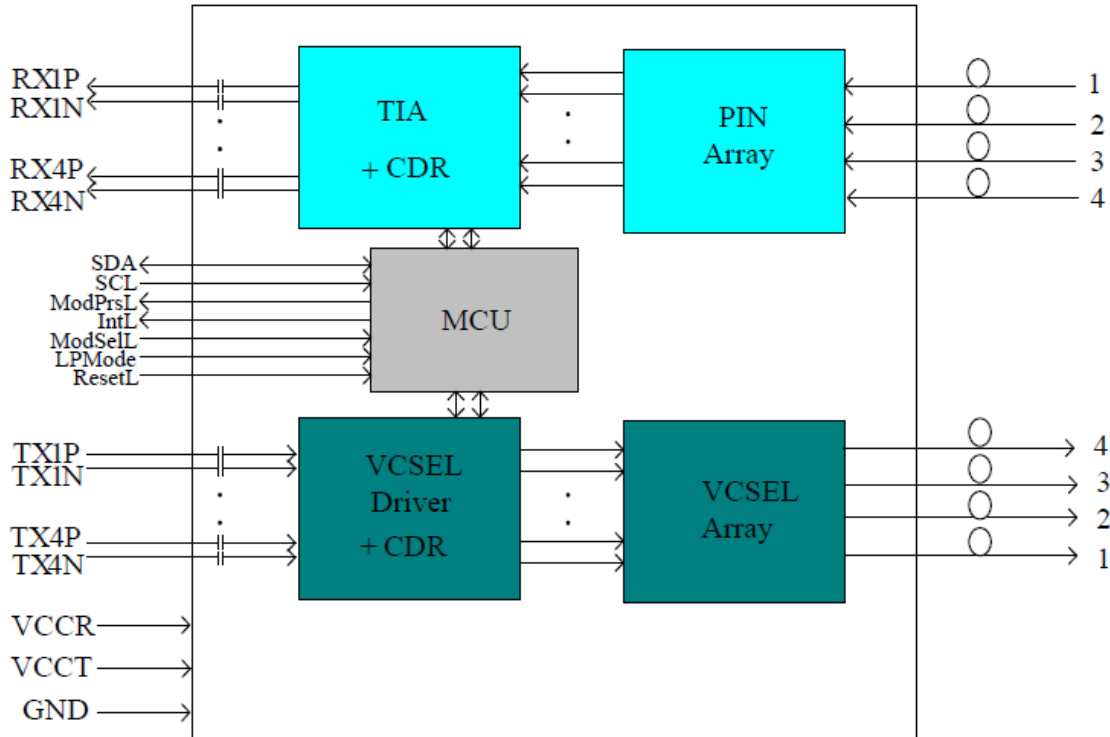 RX1P
RX1N
RX4P
RX4N
TIA
+ CDR
PIN
Array
1
2
3
4
SDA
SCL
ModPrsL
IntL
ModSelL
LPMode
ResetL
MCU
TX1P
TX1N
TX4P
TX4N
VCSEL
Driver
+ CDR
VCSEL
Array
4
3
2
1
VCCR
VCCT
GND